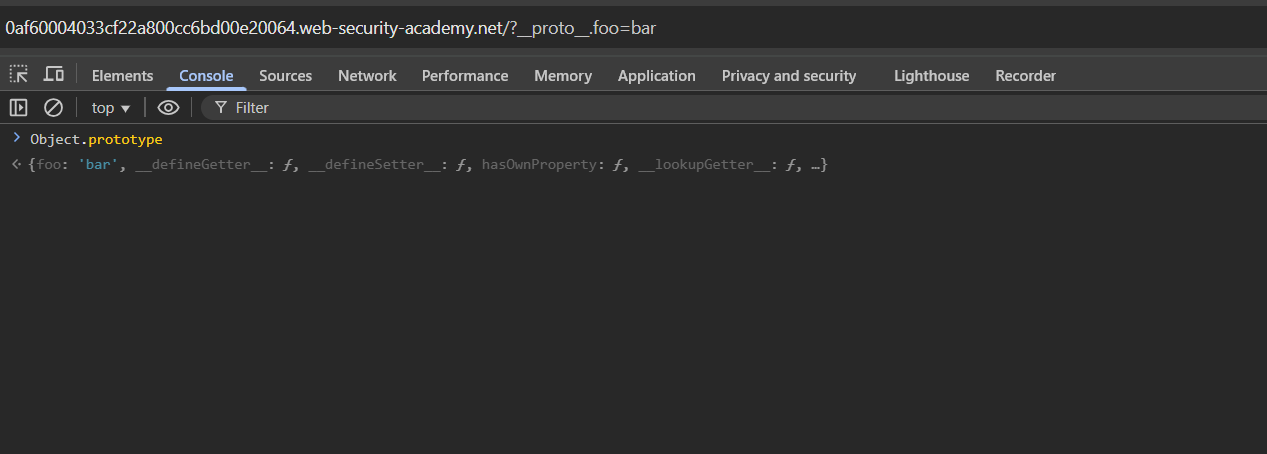 0af60004033cf22a800cc6bd00e20064.web-security-academy.net/?__proto__.foo=bar
Elements Console Sources Network Performance Memory Application Privacy and security Lighthouse Recorder
top ▼ Filter
> Object.prototype
<· {foo: 'bar', __defineGetter__: ƒ, __defineSetter__: ƒ, hasOwnProperty: ƒ, __lookupGetter__: ƒ, …}